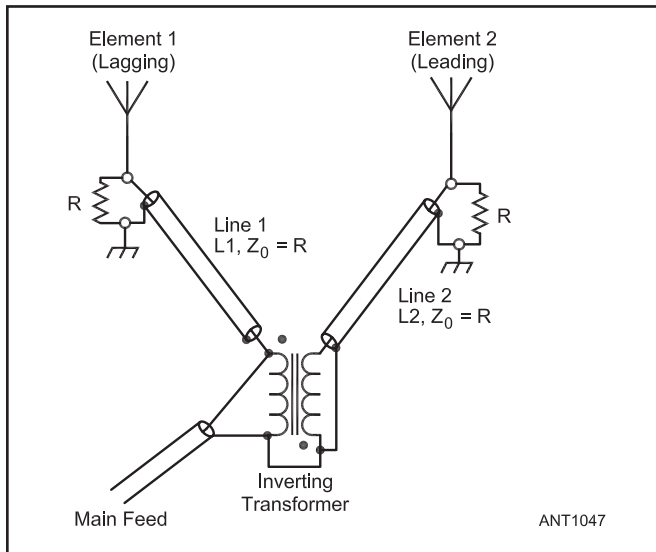 Element 1
(Lagging)
Element 2
(Leading)
R
R
Line 1
L1, Z0 = R
Line 2
L2, Z0 = R
Inverting
Transformer
Main Feed
ANT1047